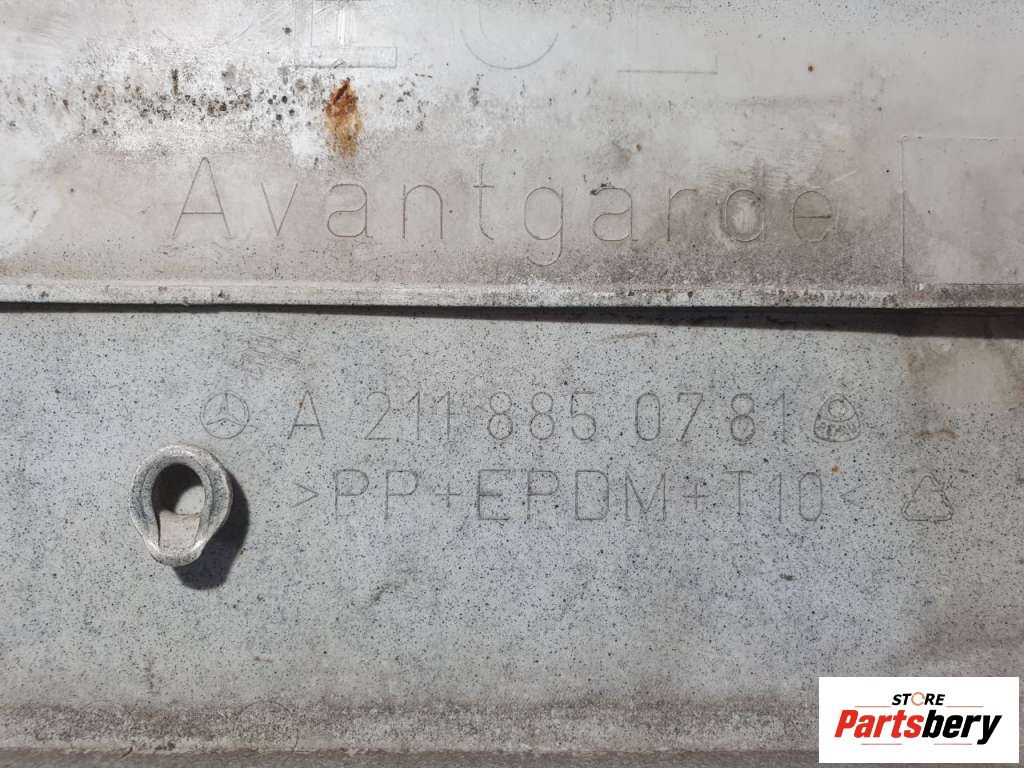 Avantgarde
A 211 885 07 81
>PP+EPDM+T10<
STORE
Partsbery